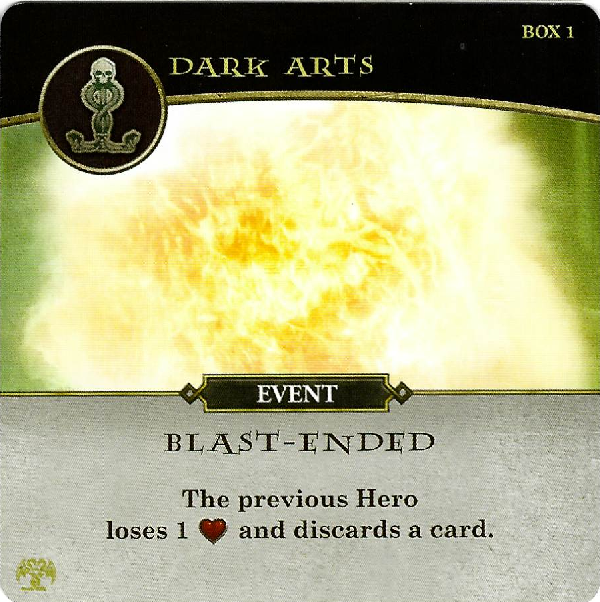 BOX 1
DARK ARTS
EVENT
BLAST-ENDED
The previous Hero
loses 1 ❤ and discards a card.